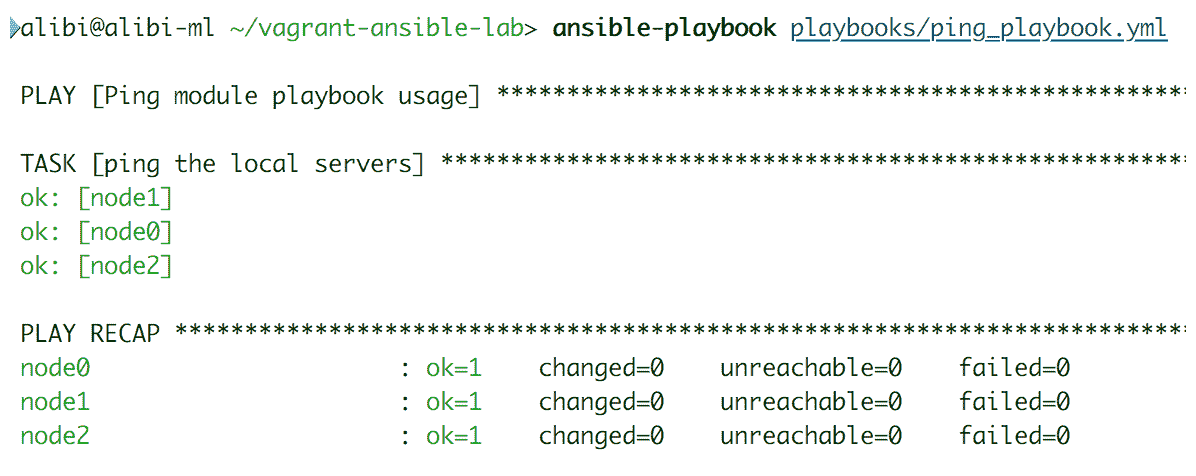 alibi@alibi-ml ~/vagrant-ansible-lab> ansible-playbook playbooks/ping_playbook.yml
PLAY [Ping module playbook usage] *************************************************
TASK [ping the local servers] *****************************************************
ok: [node1]
ok: [node0]
ok: [node2]
PLAY RECAP ************************************************************************
node0 : ok=1 changed=0 unreachable=0 failed=0
node1 : ok=1 changed=0 unreachable=0 failed=0
node2 : ok=1 changed=0 unreachable=0 failed=0